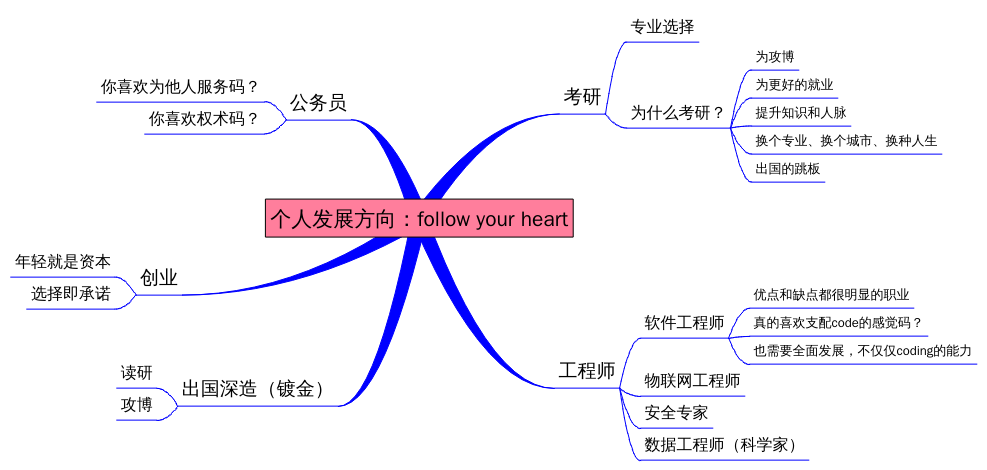 个人发展方向：follow your heart
考研
专业选择
为什么考研？
为攻博
为更好的就业
提升知识和人脉
换个专业、换个城市、换种人生
出国的跳板
工程师
软件工程师
优点和缺点都很明显的职业
真的喜欢支配code的感觉码？
也需要全面发展，不仅仅coding的能力
物联网工程师
安全专家
数据工程师（科学家）
公务员
你喜欢为他人服务码？
你喜欢权术码？
创业
年轻就是资本
选择即承诺
出国深造（镀金）
读研
攻博